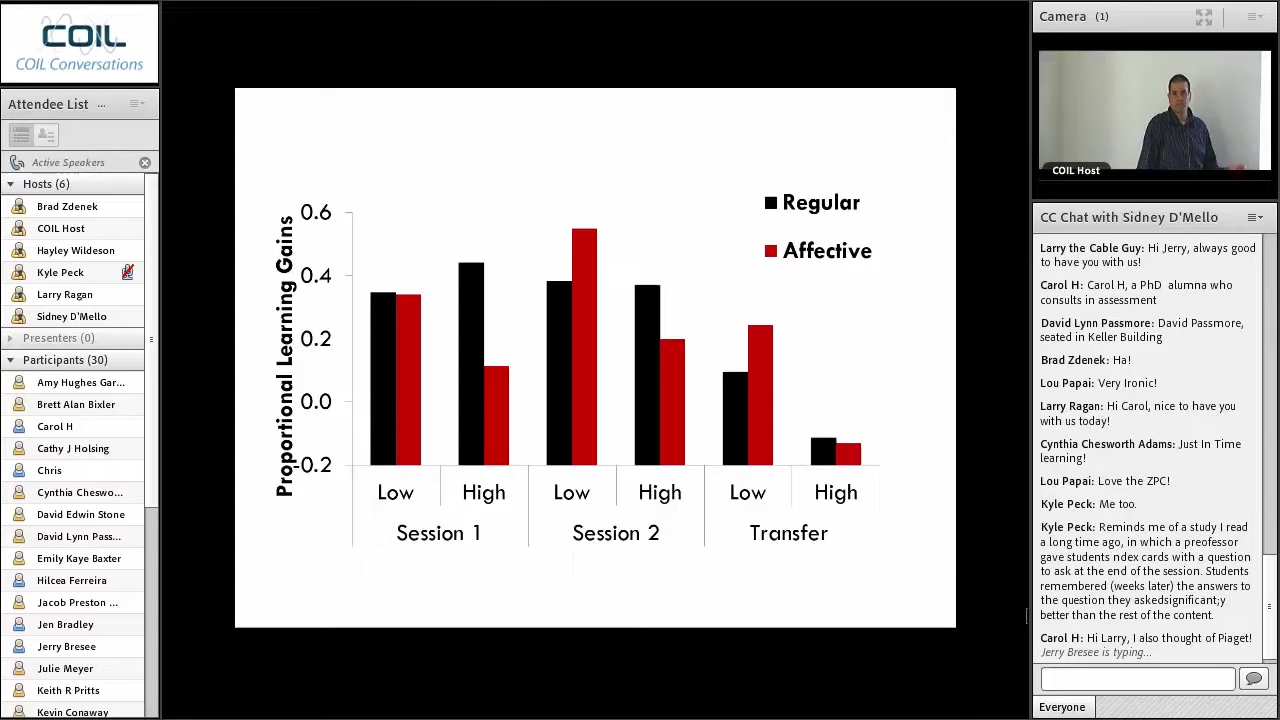 COIL
COIL Conversations
Attendee List ...
Active Speakers
Hosts (6)
Brad Zdenek
COIL Host
Hayley Wildeson
Kyle Peck
Larry Ragan
Sidney D'Mello
Presenters (0)
Participants (30)
Amy Hughes Gar...
Brett Alan Bixler
Carol H
Cathy J Holsing
Chris
Cynthia Cheswo...
David Edwin Stone
David Lynn Pass...
Emily Kaye Baxter
Hilcea Ferreira
Jacob Preston ...
Jen Bradley
Jerry Bresee
Julie Meyer
Keith R Pritts
Kevin Conaway
Proportional Learning Gains
0.6
0.4
0.2
0.0
-0.2
Regular
Affective
Low High Low High Low High
Session 1 Session 2 Transfer
Camera (1)
COIL Host
CC Chat with Sidney D'Mello
Larry the Cable Guy: Hi Jerry, always good
to have you with us!
Carol H: Carol H, a PhD alumna who
consults in assessment
David Lynn Passmore: David Passmore,
seated in Keller Building
Brad Zdenek: Ha!
Lou Papai: Very Ironic!
Larry Ragan: Hi Carol, nice to have you
with us today!
Cynthia Chesworth Adams: Just In Time
learning!
Lou Papai: Love the ZPC!
Kyle Peck: Me too.
Kyle Peck: Reminds me of a study I read
a long time ago, in which a preofessor
gave students ndex cards with a question
to ask at the end of the session. Students
remembered (weeks later) the answers to
the question they askedsignificant;y
better than the rest of the content.
Carol H: Hi Larry, I also thought of Piaget!
Jerry Bresee is typing...
Everyone